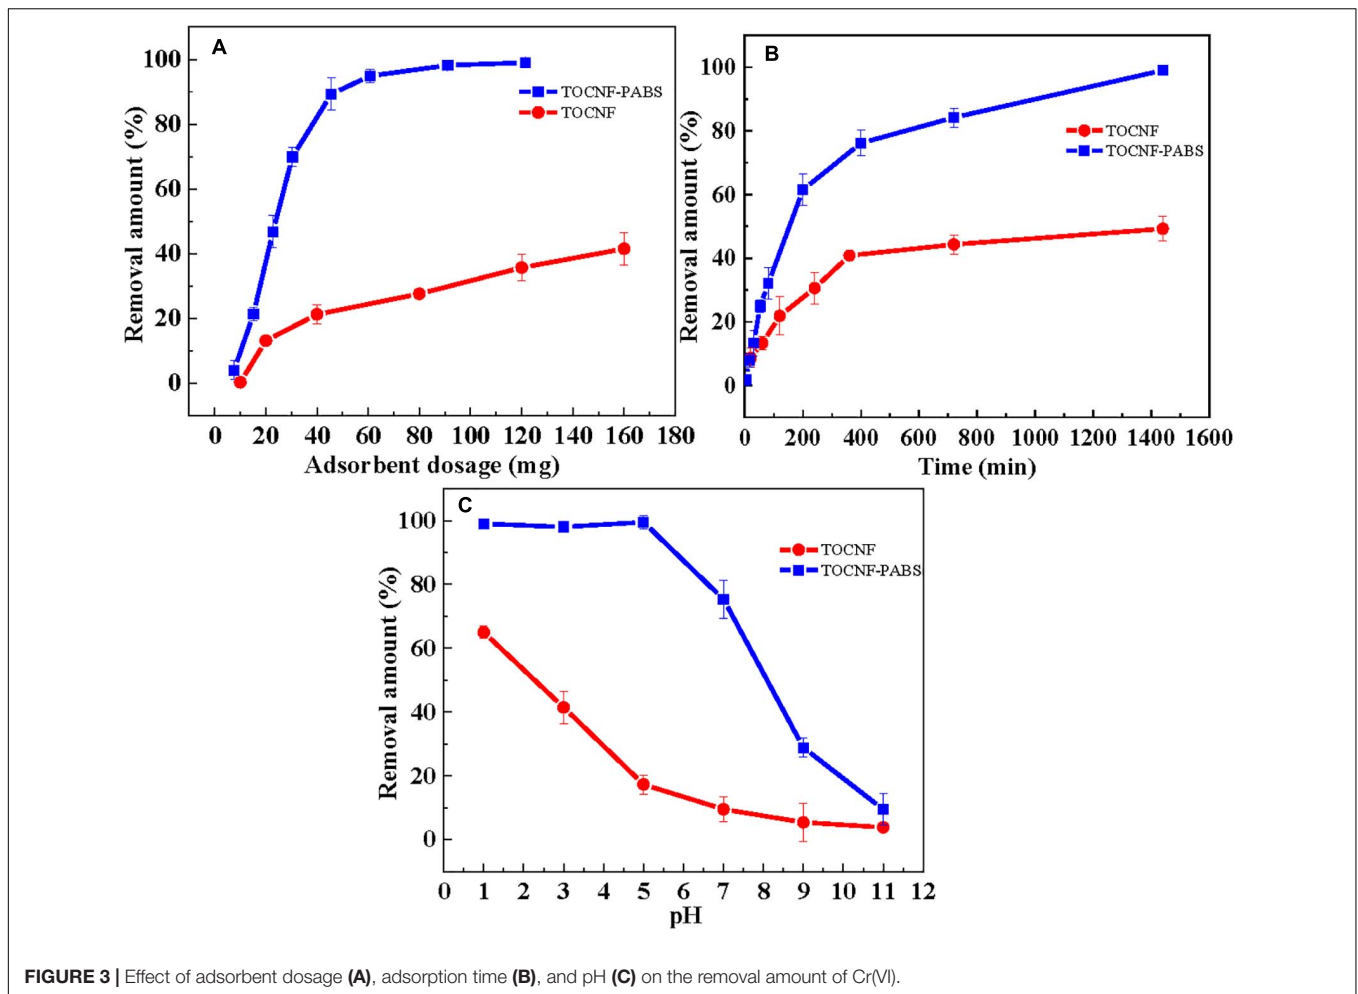 A
100
80
60
40
20
0
Removal amount (%)
TOCNF-PABS
TOCNF
0 20 40 60 80 100 120 140 160 180
Adsorbent dosage (mg)
B
100
80
60
40
20
0
Removal amount (%)
TOCNF
TOCNF-PABS
0 200 400 600 800 1000 1200 1400 1600
Time (min)
C
100
80
60
40
20
0
Removal amount (%)
TOCNF
TOCNF-PABS
0 1 2 3 4 5 6 7 8 9 10 11 12
pH
FIGURE 3 | Effect of adsorbent dosage (A), adsorption time (B), and pH (C) on the removal amount of Cr(VI).